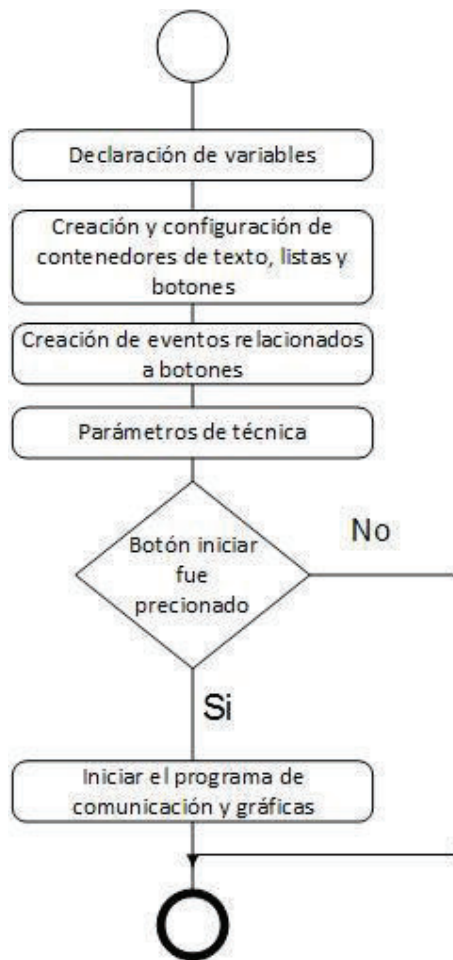 Declaración de variables
Creación y configuración de
contenedores de texto, listas y
botones
Creación de eventos relacionados
a botones
Parámetros de técnica
Botón iniciar
fue
precionado
No
Si
Iniciar el programa de
comunicación y gráficas